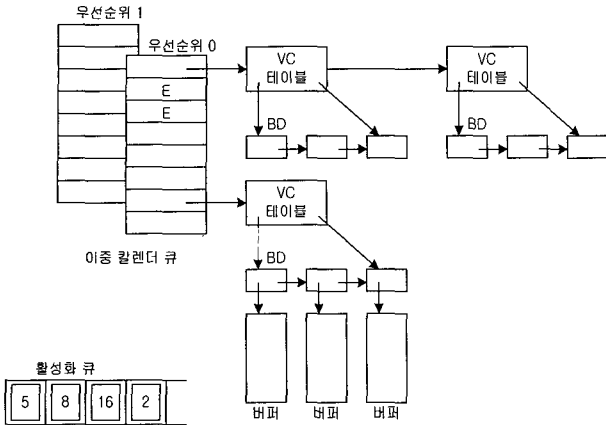 우선순위 1
우선순위 0
E
E
VC
테이블
VC
테이블
BD
BD
VC
테이블
BD
이중 칼렌더 큐
버퍼
버퍼
버퍼
활성화 큐
5
8
16
2